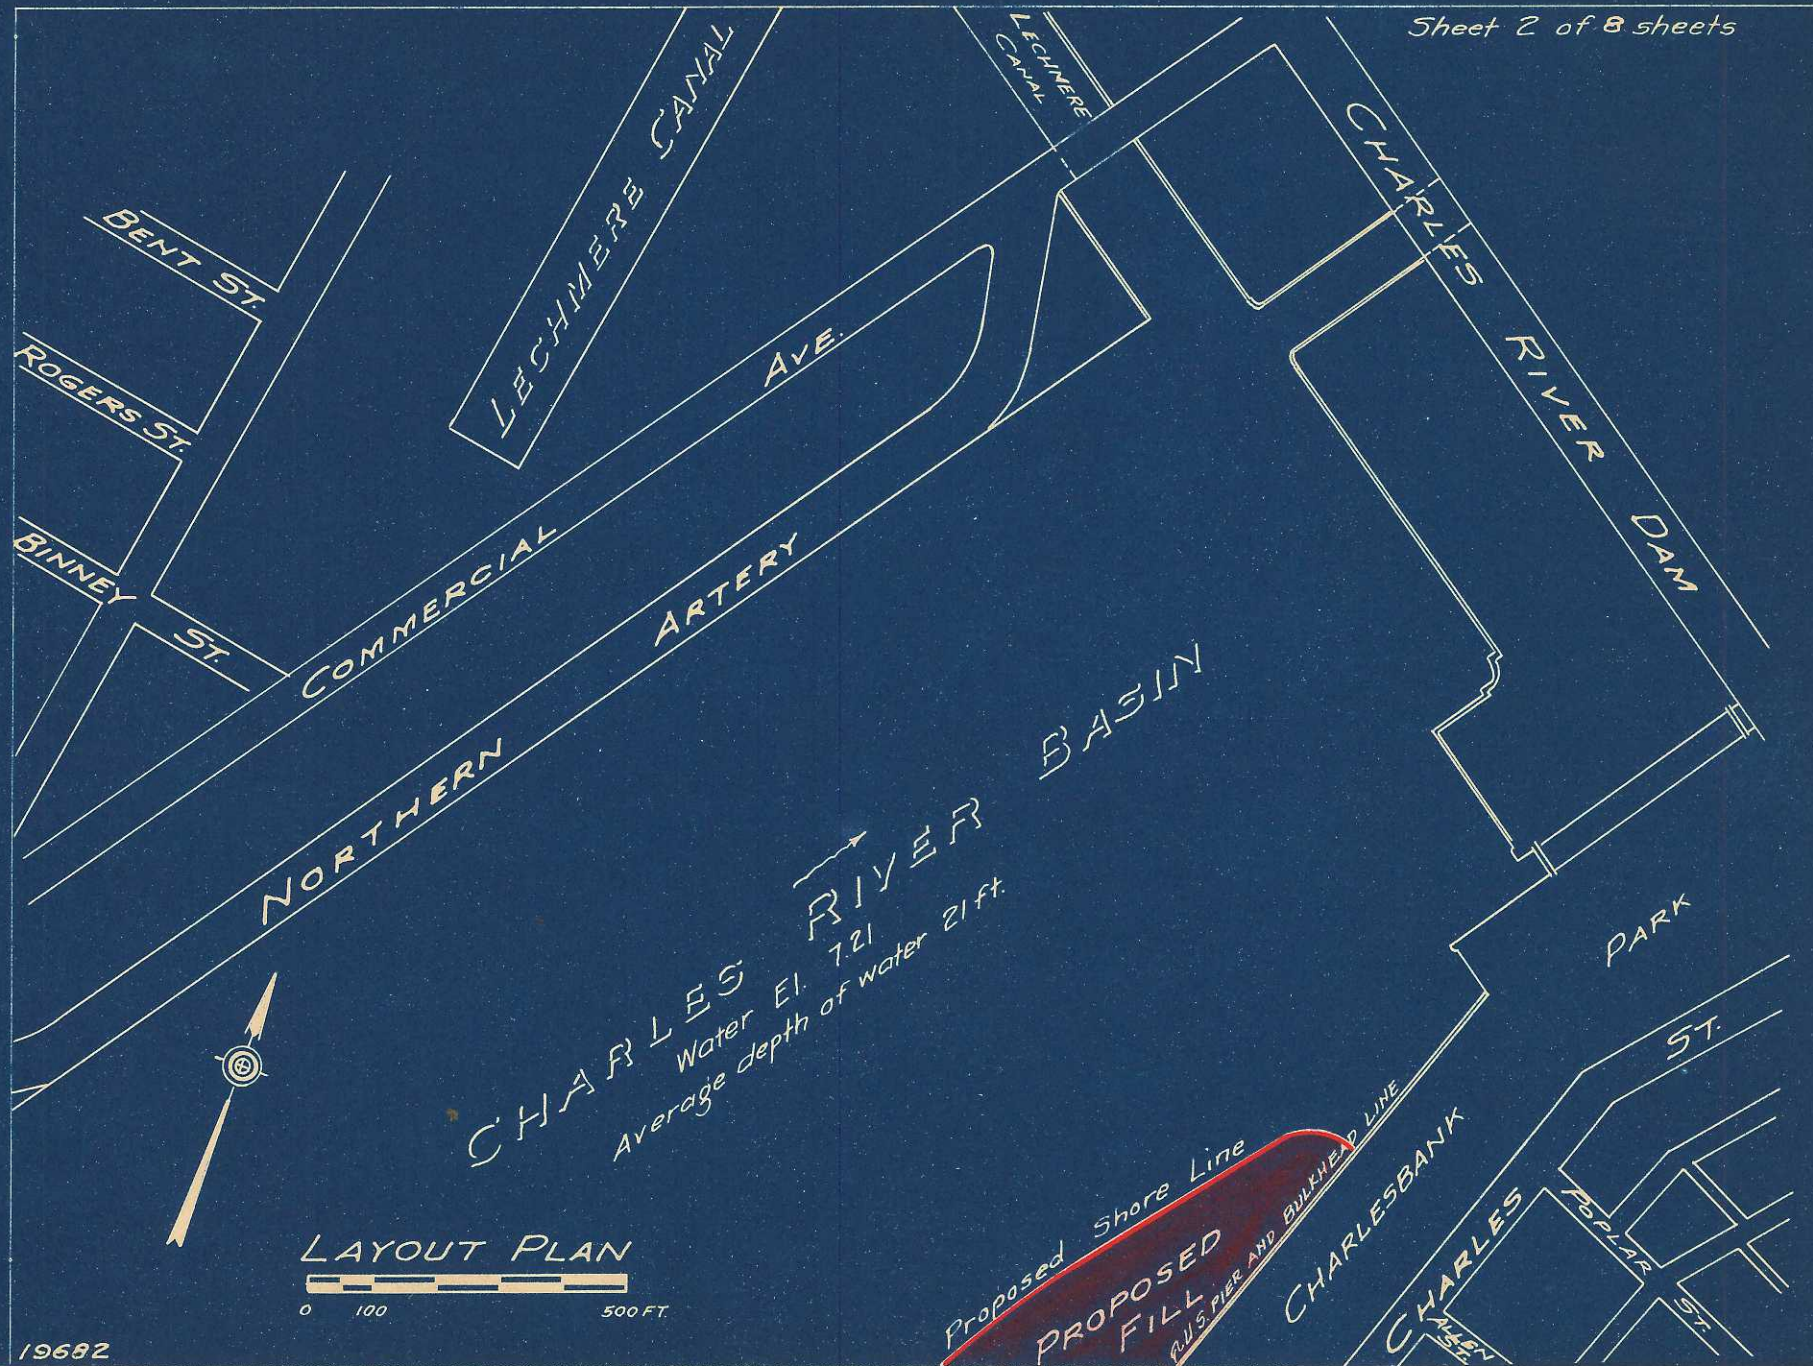 Sheet 2 of 8 sheets
LECHMERE CANAL
LECHMERE
CANAL
CHARLES RIVER DAM
BENT ST.
ROGERS ST.
BINNEY ST.
COMMERCIAL AVE.
NORTHERN ARTERY
CHARLES RIVER BASIN
Water El. 7.21
Average depth of water 21 ft.
PARK
ST.
Proposed Shore Line
PROPOSED
FILL
U.S. PIER AND BULKHEAD LINE
CHARLESBANK
CHARLES
POPLAR
ST.
ALLEN
ST.
LAYOUT PLAN
0 100 500 FT.
19682